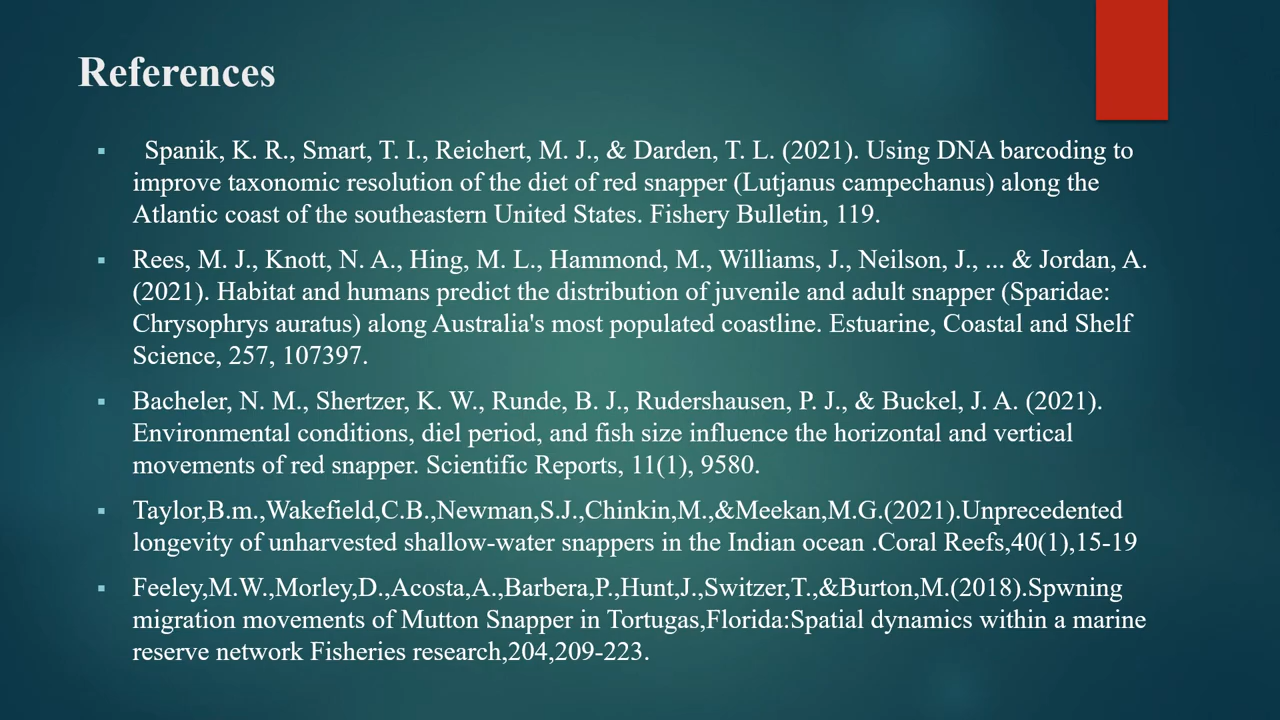 References
Spanik, K. R., Smart, T. I., Reichert, M. J., & Darden, T. L. (2021). Using DNA barcoding to
improve taxonomic resolution of the diet of red snapper (Lutjanus campechanus) along the
Atlantic coast of the southeastern United States. Fishery Bulletin, 119.
Rees, M. J., Knott, N. A., Hing, M. L., Hammond, M., Williams, J., Neilson, J., ... & Jordan, A.
(2021). Habitat and humans predict the distribution of juvenile and adult snapper (Sparidae:
Chrysophrys auratus) along Australia's most populated coastline. Estuarine, Coastal and Shelf
Science, 257, 107397.
Bacheler, N. M., Shertzer, K. W., Runde, B. J., Rudershausen, P. J., & Buckel, J. A. (2021).
Environmental conditions, diel period, and fish size influence the horizontal and vertical
movements of red snapper. Scientific Reports, 11(1), 9580.
Taylor,B.m.,Wakefield,C.B.,Newman,S.J.,Chinkin,M.,&Meekan,M.G.(2021).Unprecedented
longevity of unharvested shallow-water snappers in the Indian ocean .Coral Reefs,40(1),15-19
Feeley,M.W.,Morley,D.,Acosta,A.,Barbera,P.,Hunt,J.,Switzer,T.,&Burton,M.(2018).Spwning
migration movements of Mutton Snapper in Tortugas,Florida:Spatial dynamics within a marine
reserve network Fisheries research,204,209-223.